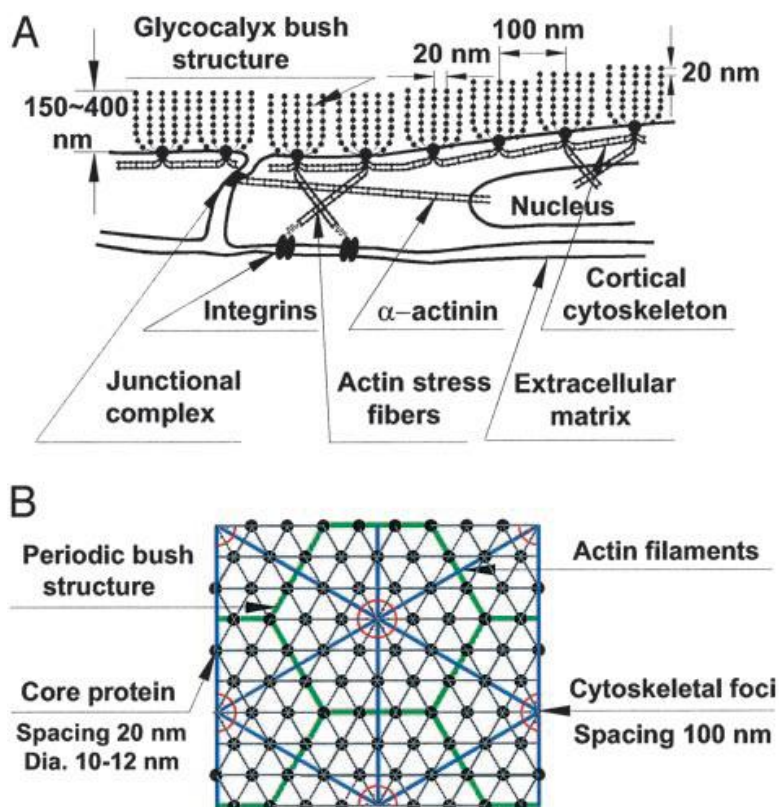 A
Glycocalyx bush
structure
100 nm
20 nm
20 nm
150~400
nm
Nucleus
Integrins
α−actinin
Cortical
cytoskeleton
Junctional
complex
Actin stress
fibers
Extracellular
matrix
B
Periodic bush
structure
Actin filaments
Core protein
Spacing 20 nm
Dia. 10-12 nm
Cytoskeletal foci
Spacing 100 nm